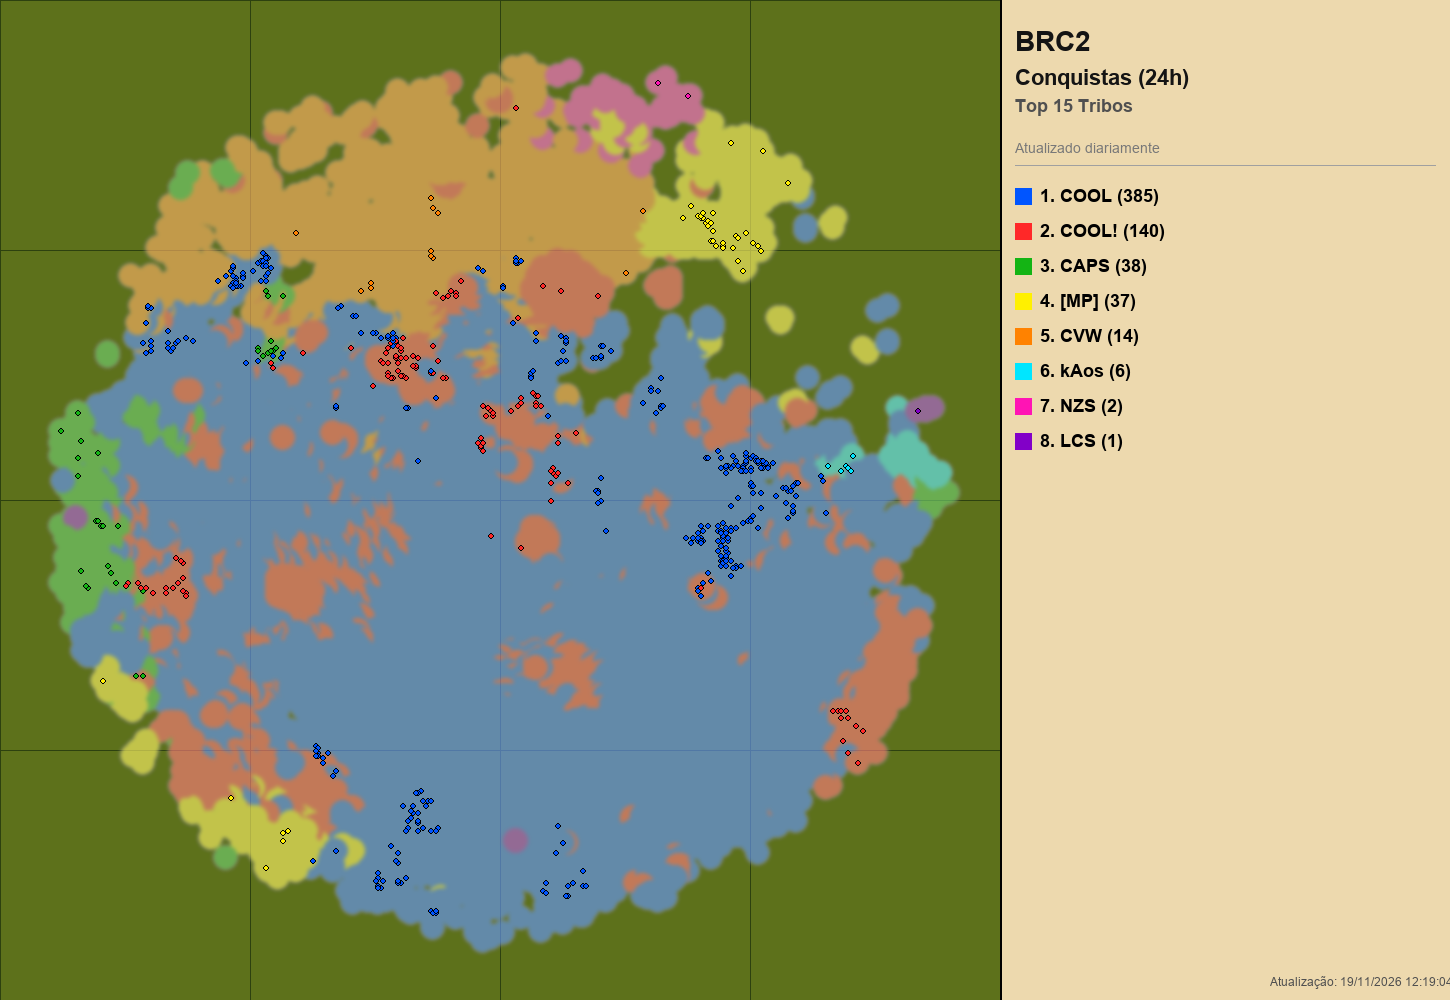 BRC2
Conquistas (24h)
Top 15 Tribos
Atualizado diariamente
1. COOL (385)
2. COOL! (140)
3. CAPS (38)
4. [MP] (37)
5. CVW (14)
6. kAos (6)
7. NZS (2)
8. LCS (1)
Atualização: 19/11/2026 12:19:04